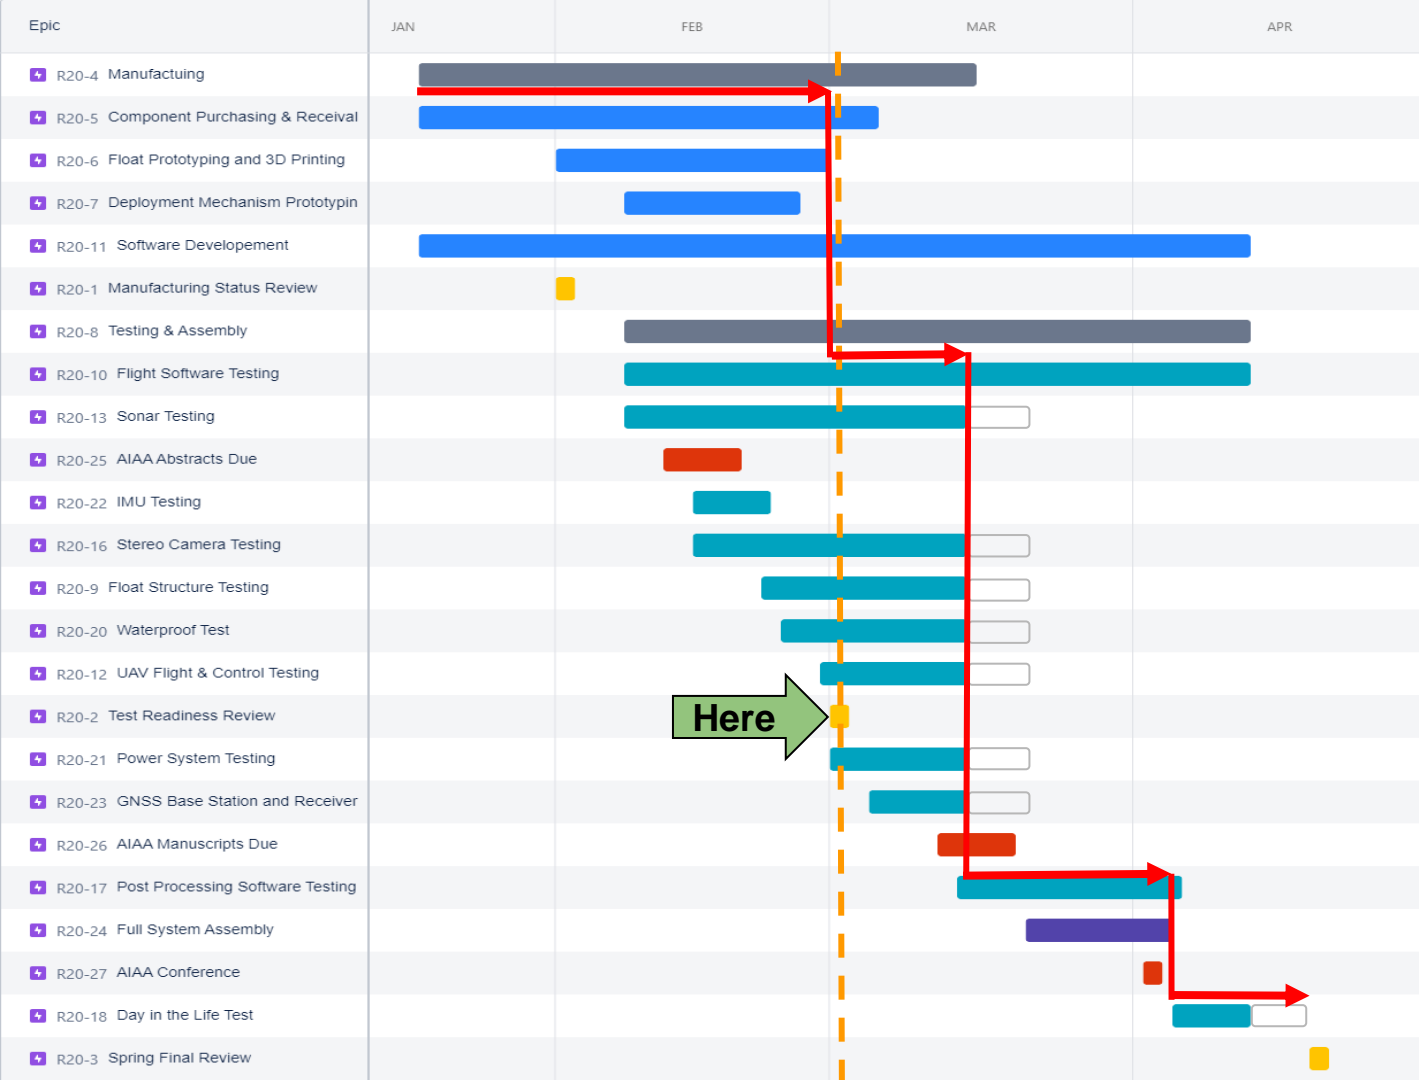 Epic JAN FEB MAR APR
R20-4 Manufactuing
R20-5 Component Purchasing & Receival
R20-6 Float Prototyping and 3D Printing
R20-7 Deployment Mechanism Prototypin
R20-11 Software Developement
R20-1 Manufacturing Status Review
R20-8 Testing & Assembly
R20-10 Flight Software Testing
R20-13 Sonar Testing
R20-25 AIAA Abstracts Due
R20-22 IMU Testing
R20-16 Stereo Camera Testing
R20-9 Float Structure Testing
R20-20 Waterproof Test
R20-12 UAV Flight & Control Testing
R20-2 Test Readiness Review
Here
R20-21 Power System Testing
R20-23 GNSS Base Station and Receiver
R20-26 AIAA Manuscripts Due
R20-17 Post Processing Software Testing
R20-24 Full System Assembly
R20-27 AIAA Conference
R20-18 Day in the Life Test
R20-3 Spring Final Review